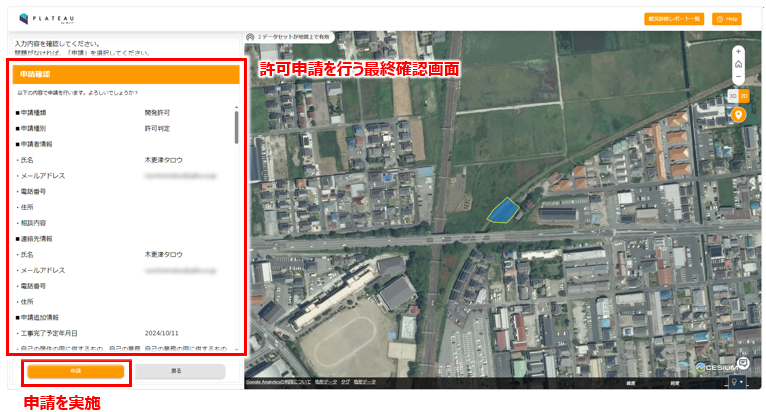 PLATEAU
by MLIT
概況診断レポート一覧
Help
入力内容を確認してください。
問題がなければ、「申請」を選択してください。
2 データセットが地図上で有効
許可申請を行う最終確認画面
申請確認
以下の内容で申請を行います。よろしいでしょうか？
■申請種類 開発許可
■申請種別 許可判定
■申請者情報
・氏名 木更津タロウ
・メールアドレス
・電話番号
・住所
・相談内容
■連絡先情報
・氏名 木更津タロウ
・メールアドレス
・電話番号
・住所
■申請追加情報
・工事完了予定年月日 2024/10/11
・自己の居住の用に供するもの、自己の業務 自己の業務の用に供するもの
申請
戻る
3D
2D
CESIUM
Google Analyticsの利用について 地形データ タグ 地形データ
緯度 経度
申請を実施